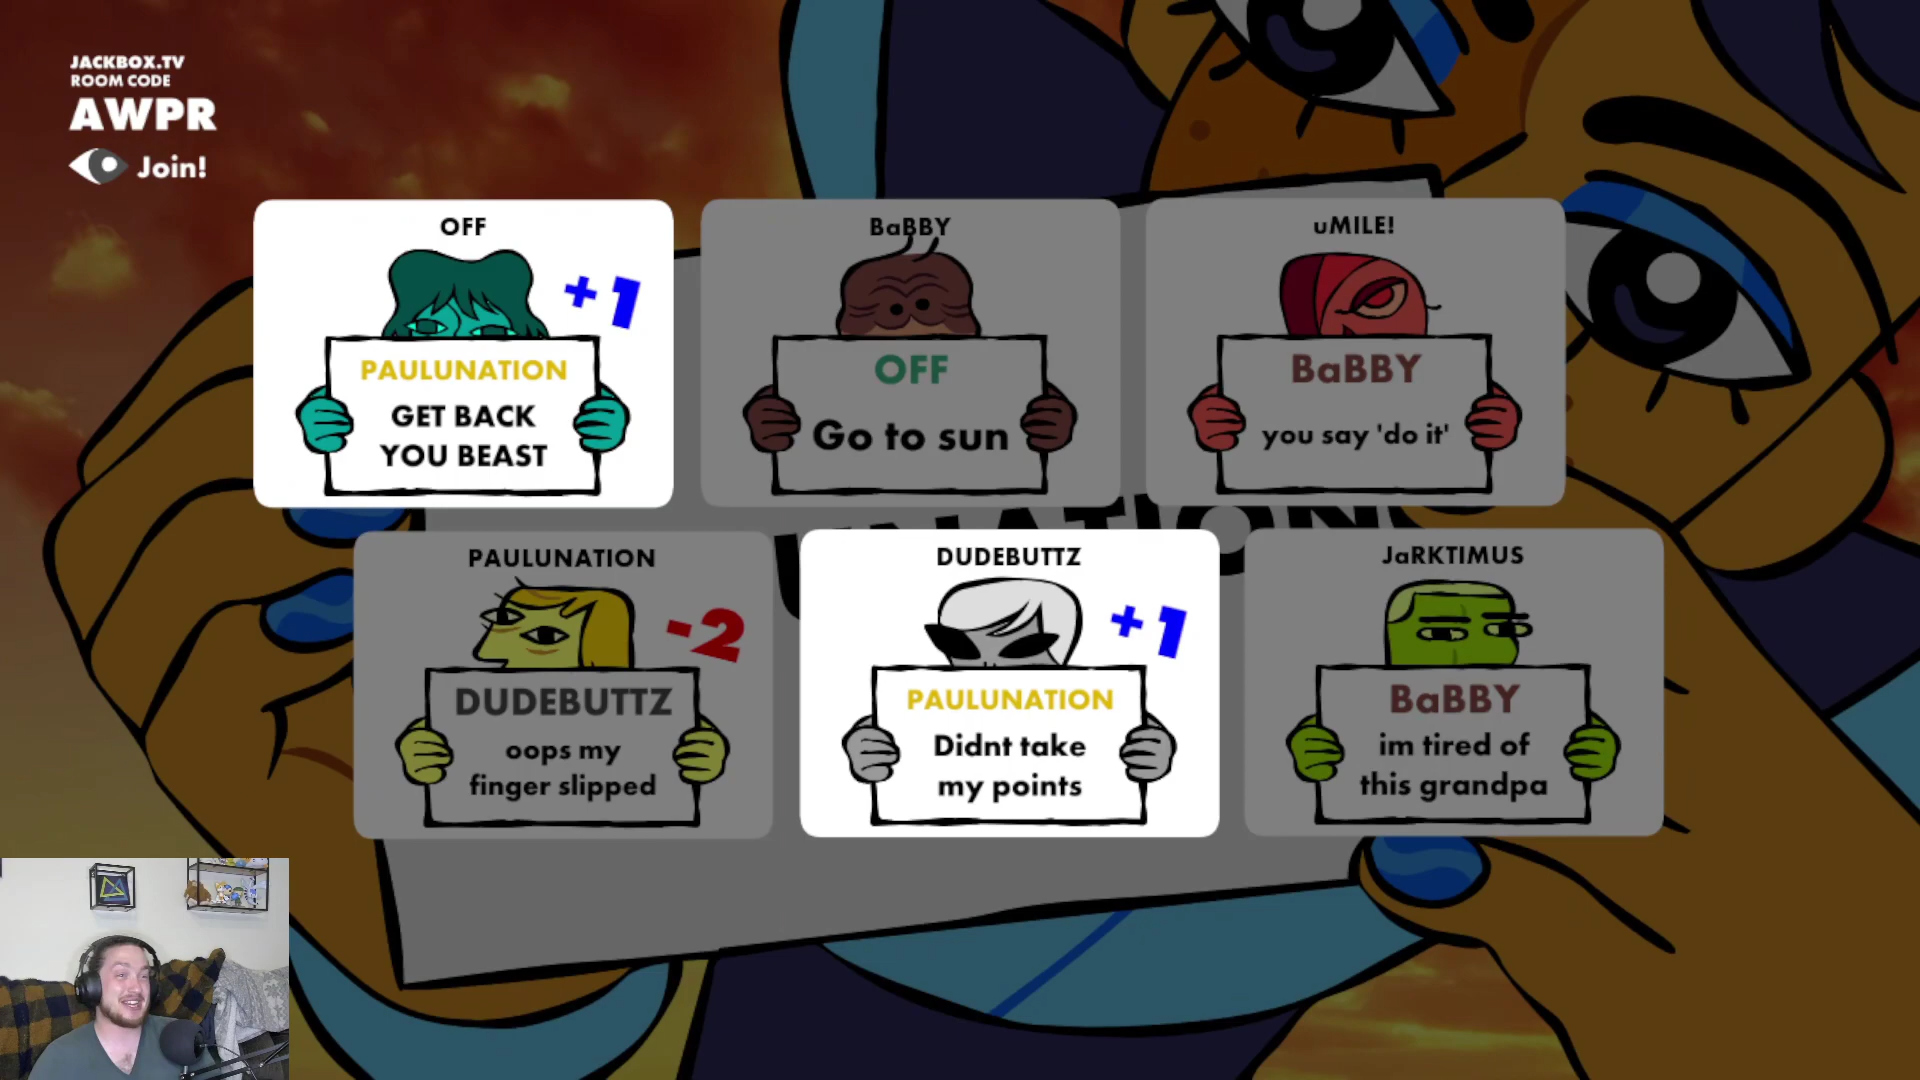 JACKBOX.TV
ROOM CODE
AWPR
Join!
OFF
+1
PAULUNATION
GET BACK
YOU BEAST
BaBBY
OFF
Go to sun
uMILE!
BaBBY
you say 'do it'
PAULUNATION
-2
DUDEBUTTZ
oops my
finger slipped
DUDEBUTTZ
+1
PAULUNATION
Didnt take
my points
JaRKTIMUS
BaBBY
im tired of
this grandpa